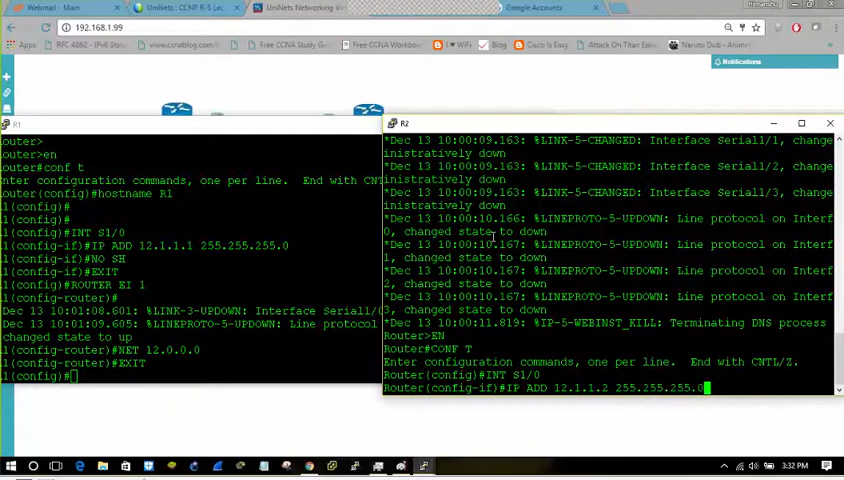 Webmail - Main
UniNets : CCNP R-S Lec
UniNets Networking V
Google Accounts
192.168.1.99
Apps
RFC 4862 - IPv6 Stat
www.ccnablog.com
Free CCNA Study G
Free CCNA Workbo
I ♥ WiFi
Blog
Cisco Is Easy
Attack On Titan Epis
Naruto Dub - Anime
Notifications
R1
outer>
outer>en
outer#conf t
nter configuration commands, one per line.  End with CNT
outer(config)#hostname R1
1(config)#
1(config)#
1(config)#INT S1/0
1(config-if)#IP ADD 12.1.1.1 255.255.255.0
1(config-if)#NO SH
1(config-if)#EXIT
1(config)#ROUTER EI 1
1(config-router)#
Dec 13 10:01:08.601: %LINK-3-UPDOWN: Interface Serial1/
Dec 13 10:01:09.605: %LINEPROTO-5-UPDOWN: Line protocol
changed state to up
1(config-router)#NET 12.0.0.0
1(config-router)#EXIT
1(config)#
R2
*Dec 13 10:00:09.163: %LINK-5-CHANGED: Interface Serial1/1, change
inistratively down
*Dec 13 10:00:09.163: %LINK-5-CHANGED: Interface Serial1/2, change
inistratively down
*Dec 13 10:00:09.163: %LINK-5-CHANGED: Interface Serial1/3, change
inistratively down
*Dec 13 10:00:10.166: %LINEPROTO-5-UPDOWN: Line protocol on Interf
0, changed state to down
*Dec 13 10:00:10.167: %LINEPROTO-5-UPDOWN: Line protocol on Interf
1, changed state to down
*Dec 13 10:00:10.167: %LINEPROTO-5-UPDOWN: Line protocol on Interf
2, changed state to down
*Dec 13 10:00:10.167: %LINEPROTO-5-UPDOWN: Line protocol on Interf
3, changed state to down
*Dec 13 10:00:11.819: %IP-5-WEBINST_KILL: Terminating DNS process
Router>EN
Router#CONF T
Enter configuration commands, one per line.  End with CNTL/Z.
Router(config)#INT S1/0
Router(config-if)#IP ADD 12.1.1.2 255.255.255.0
3:32 PM